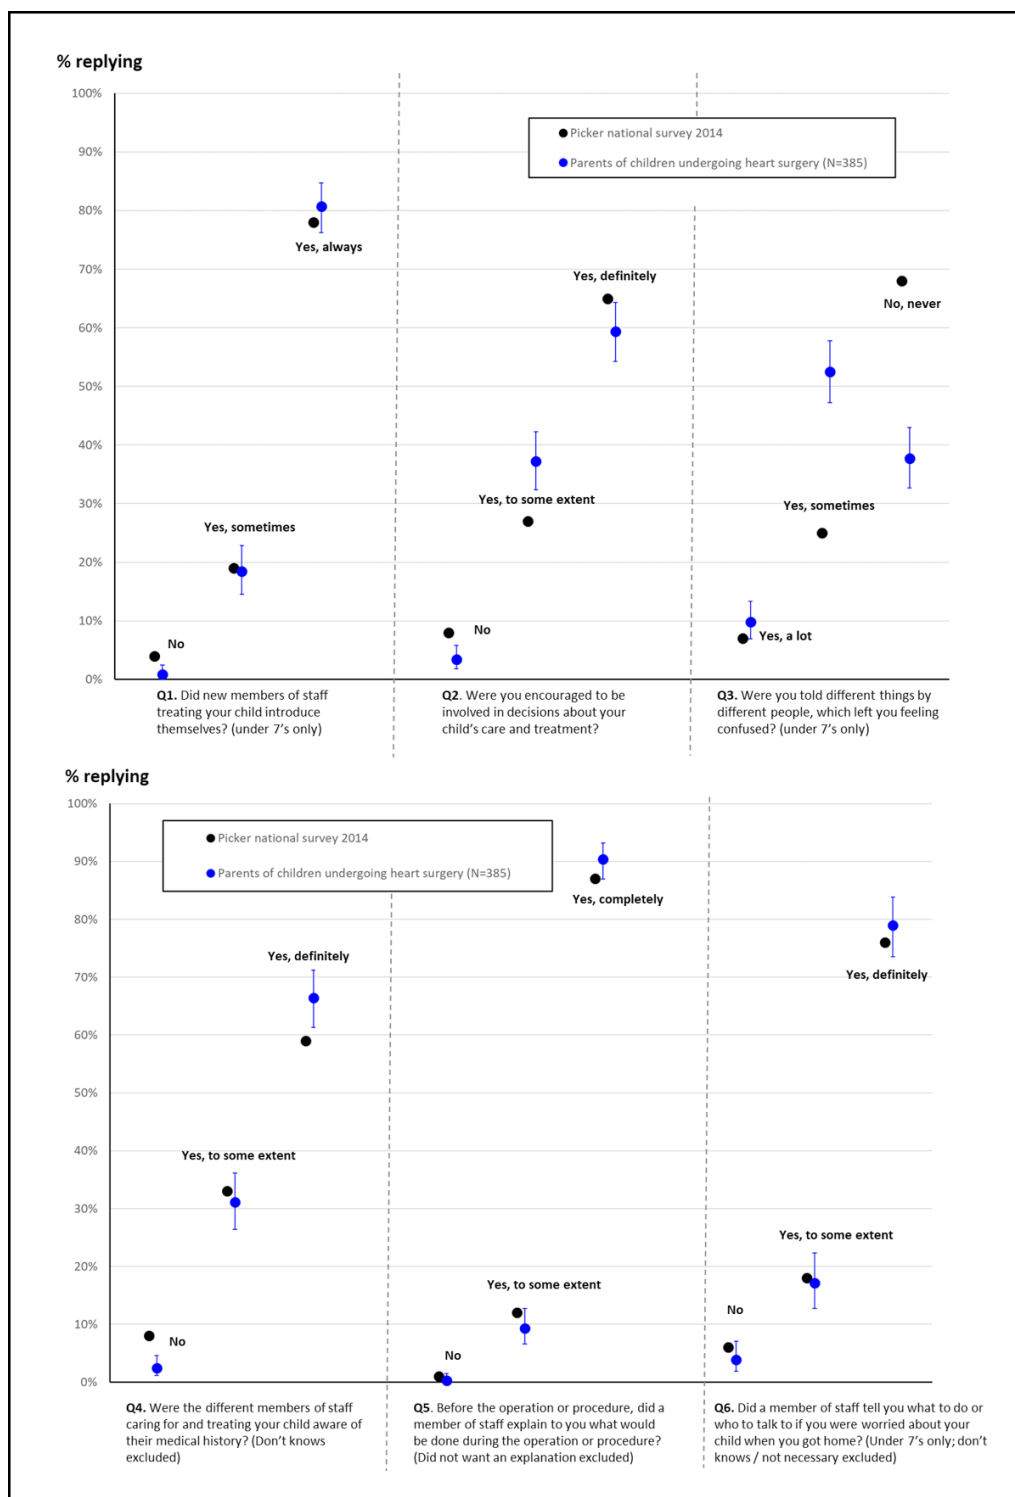 % replying
100%
90%
80%
70%
60%
50%
40%
30%
20%
10%
0%
Picker national survey 2014
Parents of children undergoing heart surgery (N=385)
Yes, always
Yes, sometimes
No
Yes, definitely
Yes, to some extent
No
No, never
Yes, sometimes
Yes, a lot
Q1. Did new members of staff
treating your child introduce
themselves? (under 7's only)
Q2. Were you encouraged to be
involved in decisions about your
child's care and treatment?
Q3. Were you told different things by
different people, which left you feeling
confused? (under 7's only)
% replying
100%
90%
80%
70%
60%
50%
40%
30%
20%
10%
0%
Picker national survey 2014
Parents of children undergoing heart surgery (N=385)
Yes, definitely
Yes, to some extent
No
Yes, completely
Yes, to some extent
No
Yes, definitely
Yes, to some extent
No
Q4. Were the different members of staff
caring for and treating your child aware of
their medical history? (Don't knows
excluded)
Q5. Before the operation or procedure, did a
member of staff explain to you what would
be done during the operation or procedure?
(Did not want an explanation excluded)
Q6. Did a member of staff tell you what to do or
who to talk to if you were worried about your
child when you got home? (Under 7's only; don't
knows / not necessary excluded)